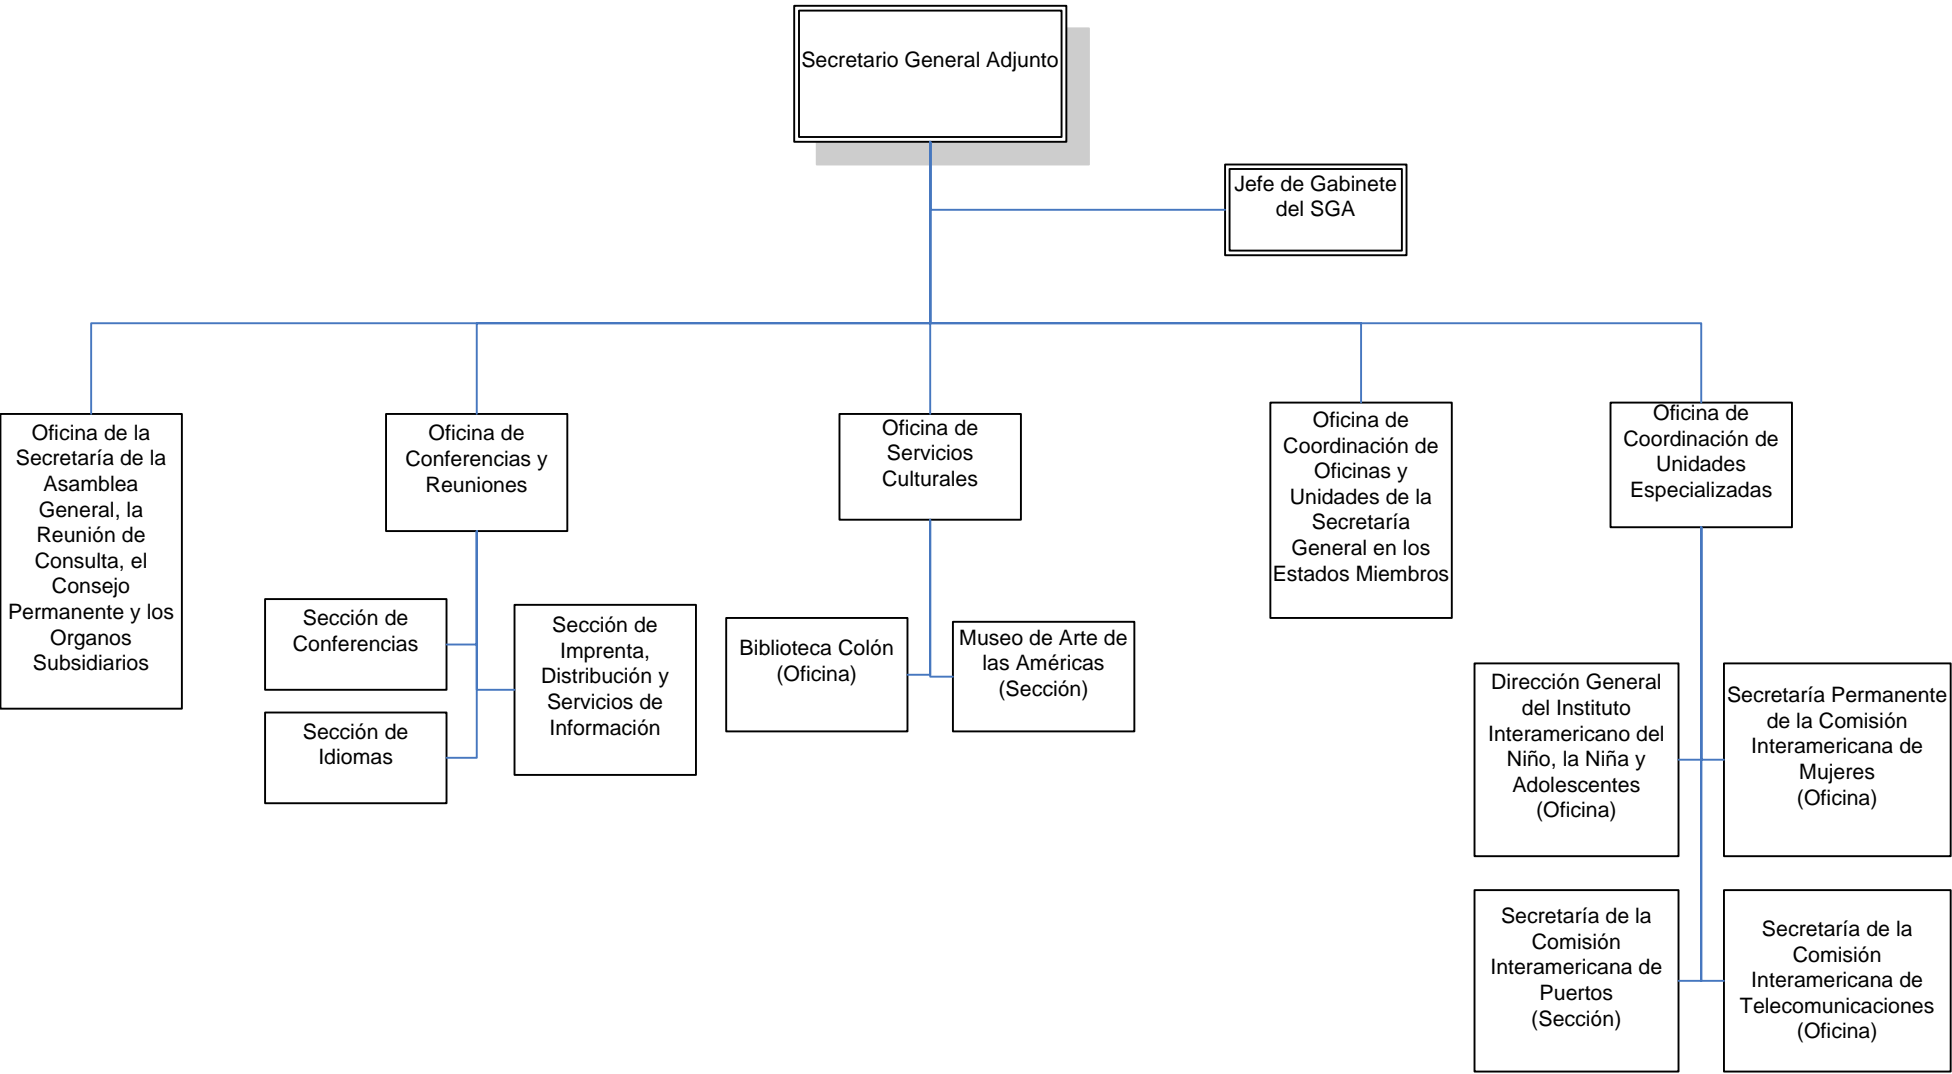 Secretario General Adjunto
Jefe de Gabinete
del SGA
Oficina de la
Secretaría de la
Asamblea
General, la
Reunión de
Consulta, el
Consejo
Permanente y los
Organos
Subsidiarios
Oficina de
Conferencias y
Reuniones
Oficina de
Servicios
Culturales
Oficina de
Coordinación de
Oficinas y
Unidades de la
Secretaría
General en los
Estados Miembros
Oficina de
Coordinación de
Unidades
Especializadas
Sección de
Conferencias
Sección de
Idiomas
Sección de
Imprenta,
Distribución y
Servicios de
Información
Biblioteca Colón
(Oficina)
Museo de Arte de
las Américas
(Sección)
Dirección General
del Instituto
Interamericano del
Niño, la Niña y
Adolescentes
(Oficina)
Secretaría Permanente
de la Comisión
Interamericana de
Mujeres
(Oficina)
Secretaría de la
Comisión
Interamericana de
Puertos
(Sección)
Secretaría de la
Comisión
Interamericana de
Telecomunicaciones
(Oficina)